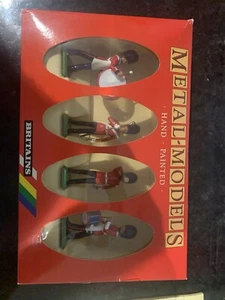 METAL·MODELS
· HAND · PAINTED ·
BRITAINS